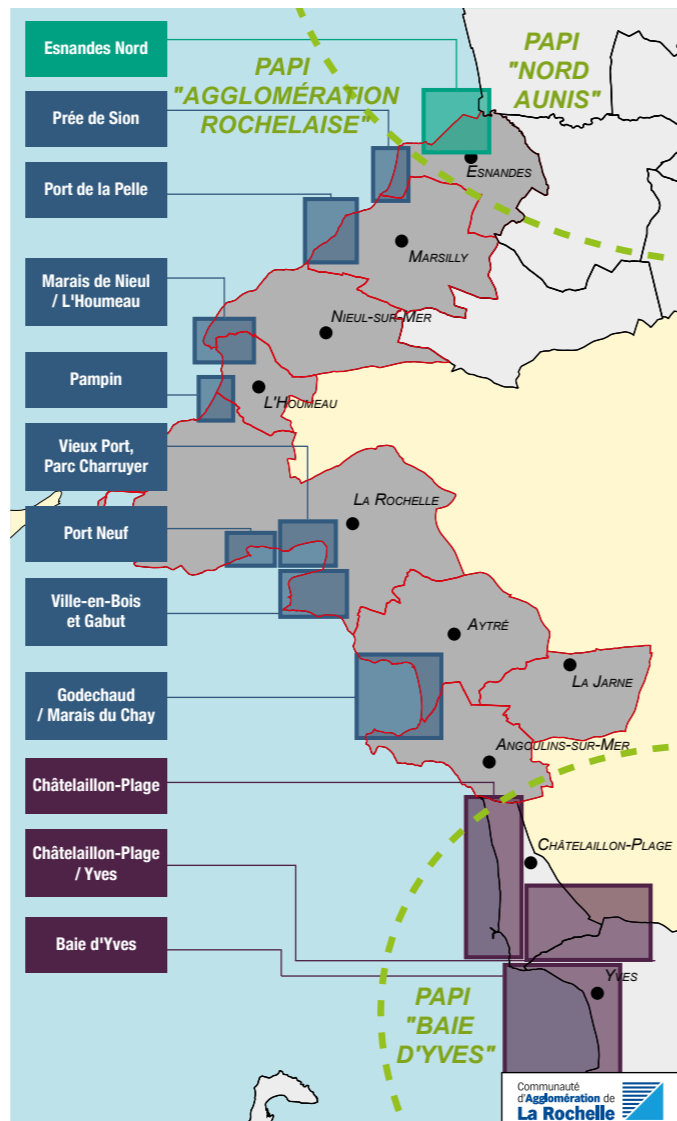 Esnandes Nord
PAPI
"AGGLOMÉRATION
ROCHELAISE"
PAPI
"NORD
AUNIS"
Prée de Sion
ESNANDES
Port de la Pelle
MARSILLY
Marais de Nieul
/ L'Houmeau
NIEUL-SUR-MER
Pampin
L'HOUMEAU
Vieux Port,
Parc Charruyer
LA ROCHELLE
Port Neuf
Ville-en-Bois
et Gabut
AYTRÉ
LA JARNE
Godechaud
/ Marais du Chay
ANGOULINS-SUR-MER
Châtelaillon-Plage
CHÂTELAILLON-PLAGE
Châtelaillon-Plage
/ Yves
Baie d'Yves
YVES
PAPI
"BAIE
D'YVES"
Communauté
d'Agglomération de
La Rochelle